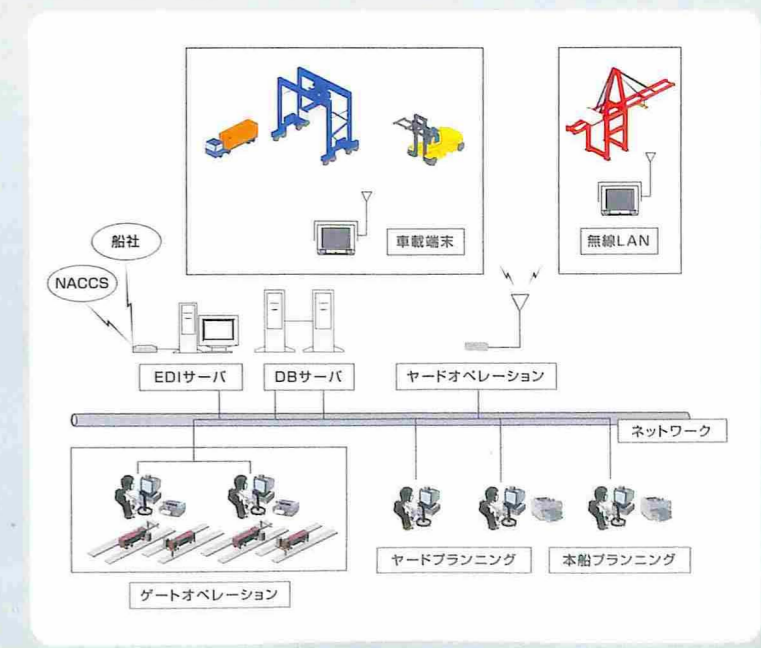 車載端末
無線LAN
船社
NACCS
EDIサーバ
DBサーバ
ヤードオペレーション
ネットワーク
ヤードプランニング
本船プランニング
ゲートオペレーション